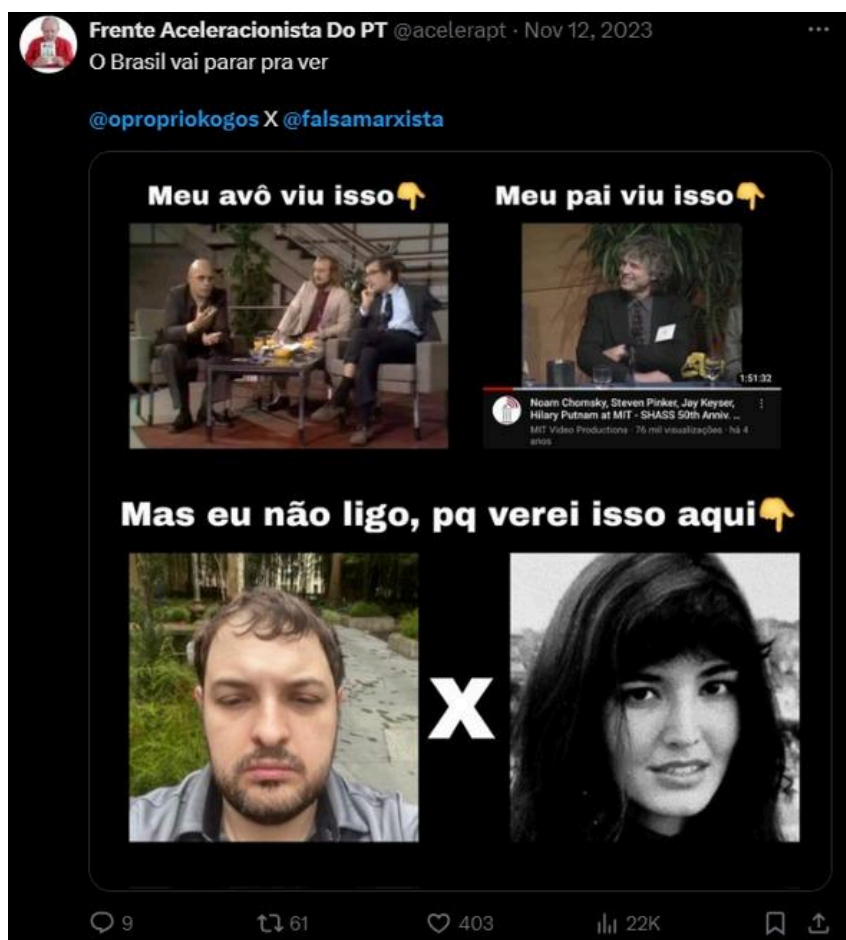 Frente Aceleracionista Do PT @acelerapt · Nov 12, 2023
O Brasil vai parar pra ver
@opropriokogos X @falsamarxista
Meu avô viu isso👇
Meu pai viu isso👇
1:51:32
Noam Chomsky, Steven Pinker, Jay Keyser,
Hilary Putnam at MIT - SHASS 50th Anniv. ...
MIT Video Productions · 76 mil visualizações · há 4
anos
Mas eu não ligo, pq verei isso aqui👇
X
9
61
403
22K